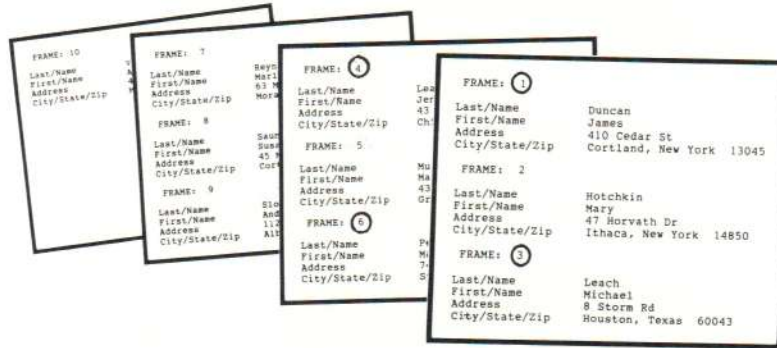 FRAME: 10
Last/Name
First/Name
Address
City/State/Zip
FRAME: 7
Last/Name
First/Name
Address
City/State/Zip
FRAME: 8
Last/Name
First/Name
Address
City/State/Zip
FRAME: 9
Last/Name
First/Name
Address
City/State/Zip
FRAME: 4
Last/Name
First/Name
Address 43
City/State/Zip
FRAME: 5
Last/Name
First/Name
Address 43
City/State/Zip
FRAME: 6
Last/Name
First/Name
Address
City/State/Zip
FRAME: 1
Last/Name Duncan
First/Name James
Address 410 Cedar St
City/State/Zip Cortland, New York 13045
FRAME: 2
Last/Name Hotchkin
First/Name Mary
Address 47 Horvath Dr
City/State/Zip Ithaca, New York 14850
FRAME: 3
Last/Name Leach
First/Name Michael
Address 8 Storm Rd
City/State/Zip Houston, Texas 60043